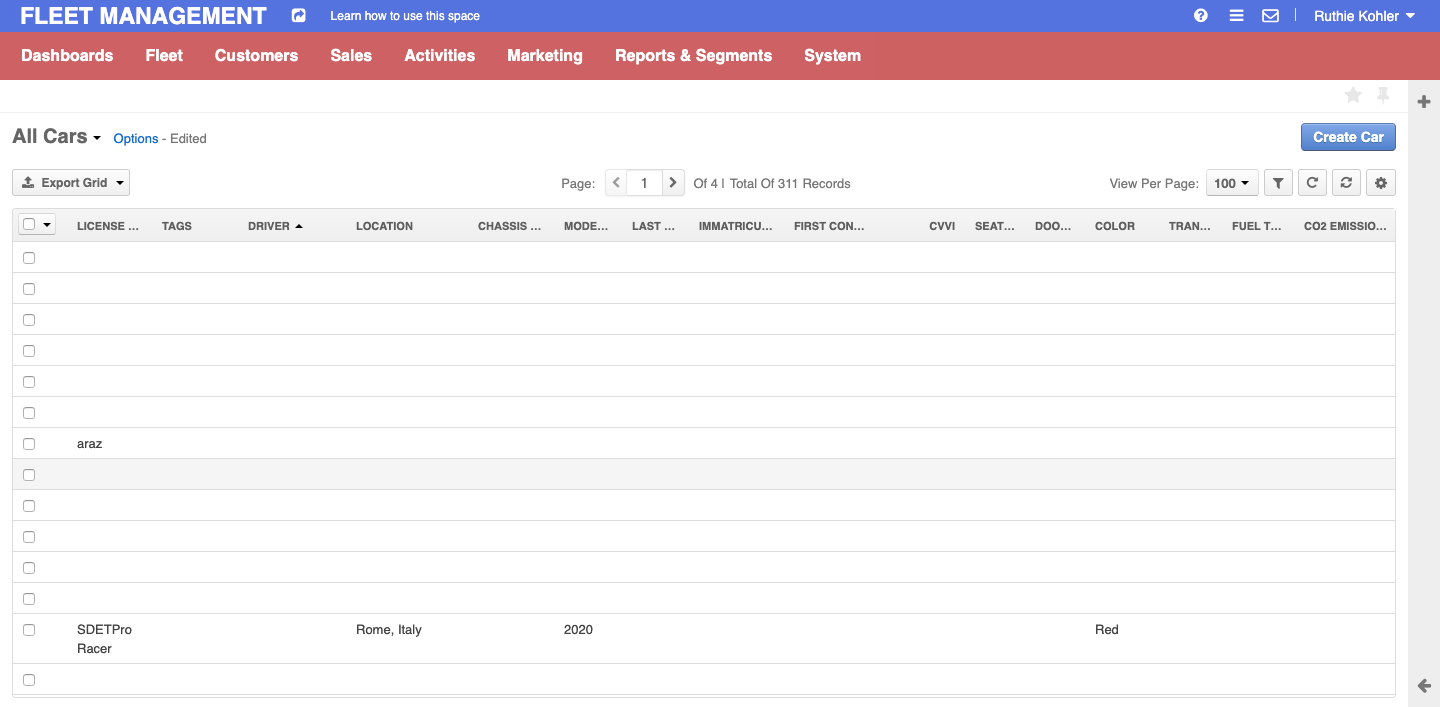 FLEET MANAGEMENT Learn how to use this space Ruthie Kohler
Dashboards Fleet Customers Sales Activities Marketing Reports & Segments System
All Cars Options - Edited Create Car
Export Grid Page: 1 Of 4 | Total Of 311 Records View Per Page: 100
LICENSE ... TAGS DRIVER LOCATION CHASSIS ... MODE... LAST ... IMMATRICU... FIRST CON... CVVI SEAT... DOO... COLOR TRAN... FUEL T... CO2 EMISSIO...
araz
SDETPro Rome, Italy 2020 Red
Racer